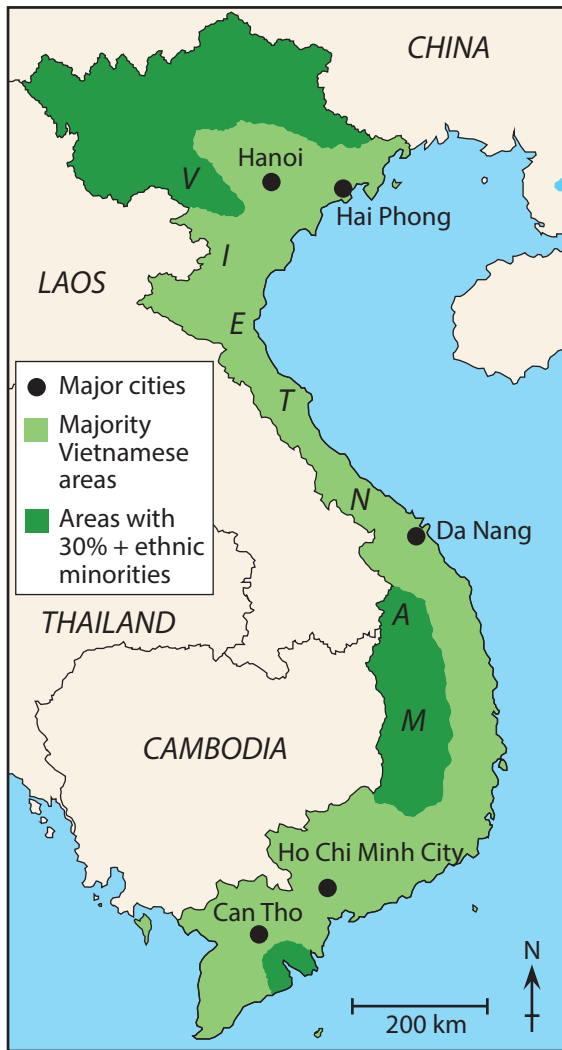 CHINA
Hanoi
Hai Phong
V
I
E
T
N
A
M
LAOS
Major cities
Majority
Vietnamese
areas
Areas with
30% + ethnic
minorities
Da Nang
THAILAND
CAMBODIA
Ho Chi Minh City
Can Tho
N
200 km